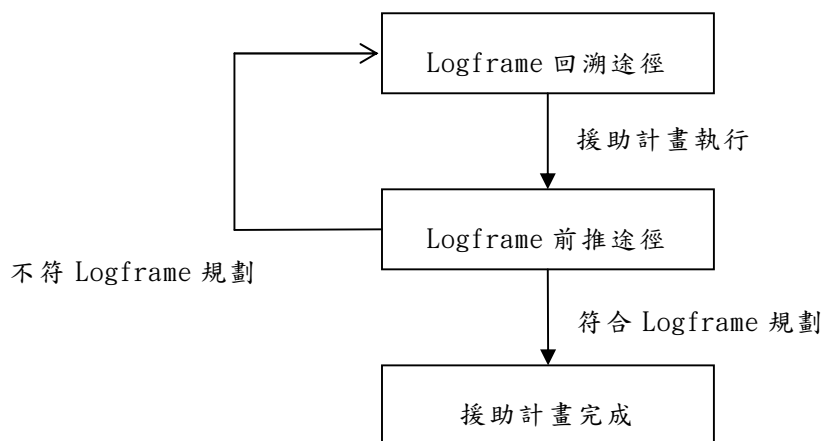 Logframe 回溯途徑
援助計畫執行
Logframe 前推途徑
不符 Logframe 規劃
符合 Logframe 規劃
援助計畫完成